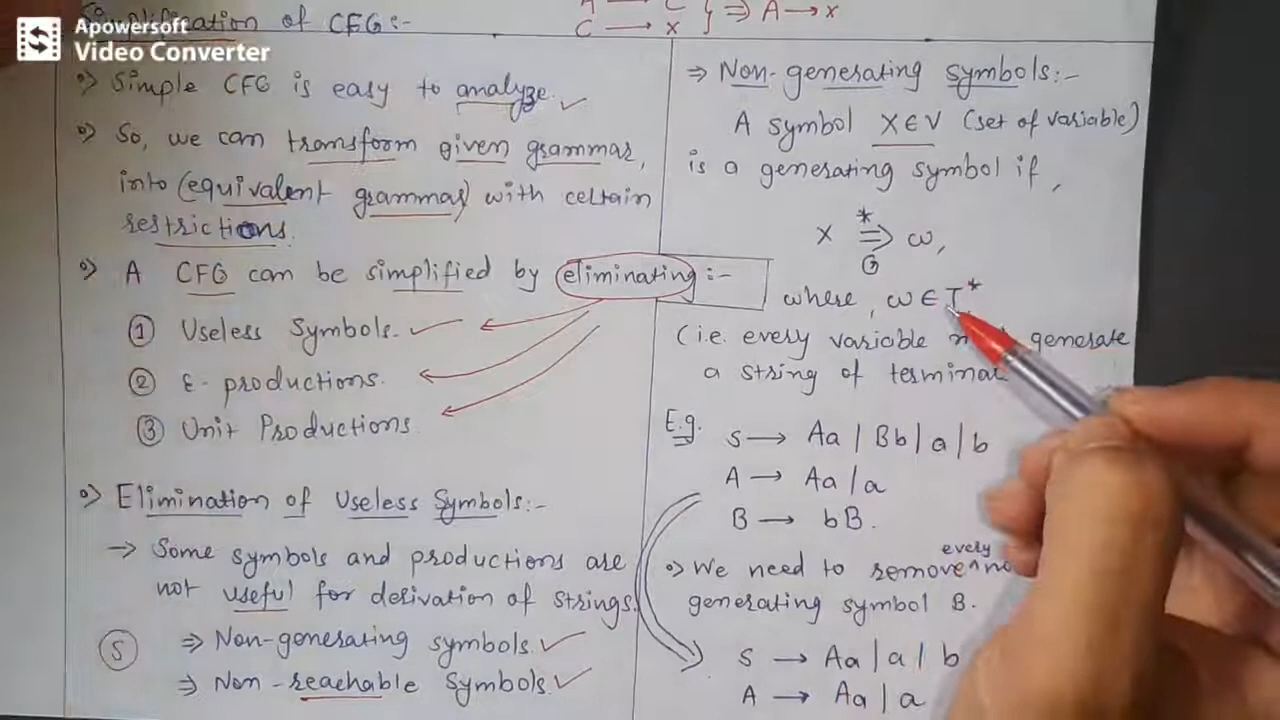 Apowersoft
Video Converter
Simplification of CFG:-
C → x } ⇒ A → x
Simple CFG is easy to analyze.
So, we can transform given grammar,
into (equivalent grammar) with certain
restrictions.
A CFG can be simplified by eliminating :-
① Useless Symbols.
② ε-productions.
③ Unit Productions.
Elimination of Useless Symbols:-
→ Some symbols and productions are
not useful for derivation of strings.
S
⇒ Non-generating symbols.
⇒ Non-reachable Symbols.
⇒ Non-generating symbols:-
A symbol X∈V (set of variable)
is a generating symbol if,
X *⇒G ω,
where, ω∈T*
(i.e. every variable generate
a string of terminal
E.g. S → Aa | Bb | a | b
A → Aa | a
B → bB.
every
We need to remove
generating symbol B.
S → Aa | a | b
A → Aa | a